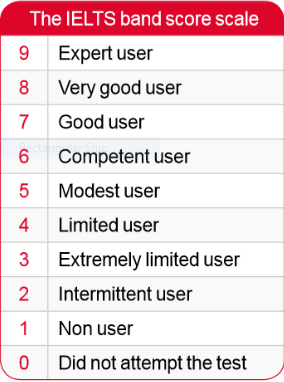 The IELTS band score scale
9 Expert user
8 Very good user
7 Good user
6 Competent user
5 Modest user
4 Limited user
3 Extremely limited user
2 Intermittent user
1 Non user
0 Did not attempt the test